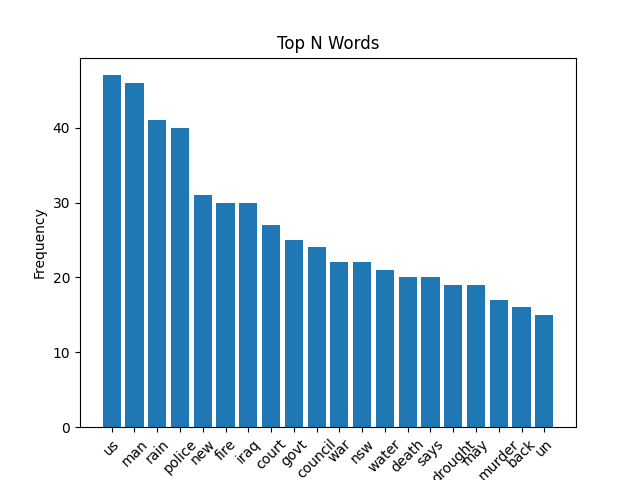 Top N Words
Frequency
40
30
20
10
0
us
man
rain
police
new
fire
iraq
court
govt
council
war
nsw
water
death
says
drought
may
murder
back
un